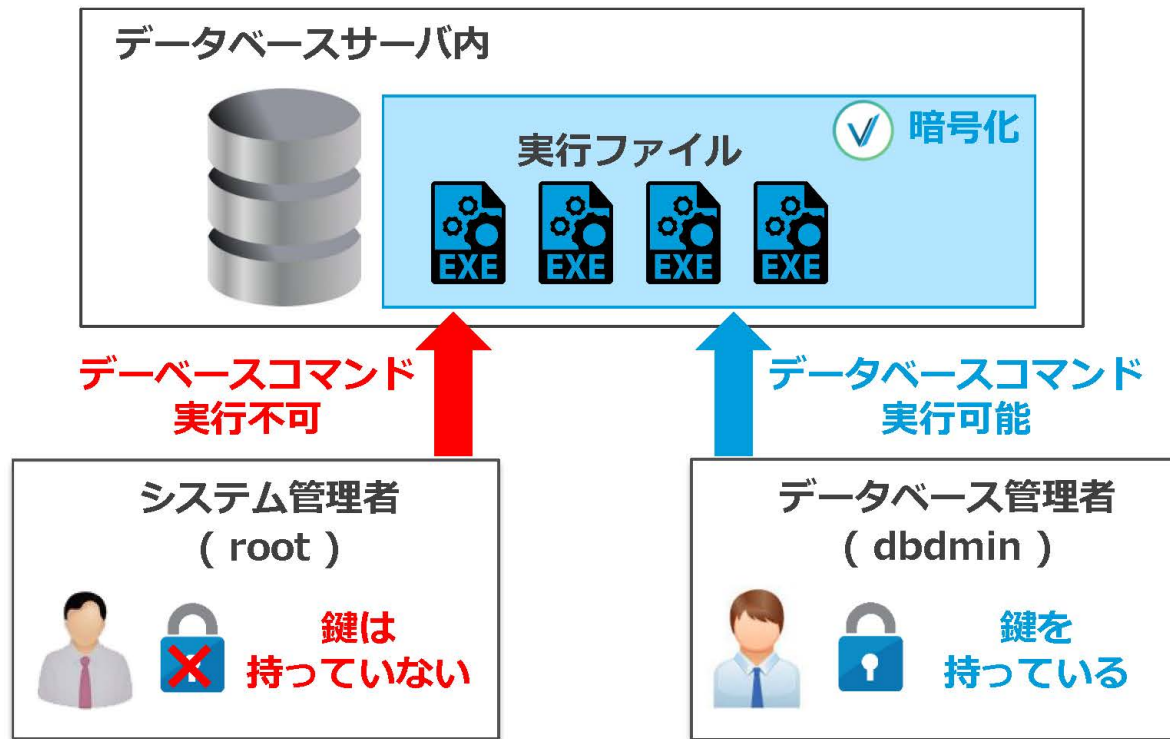 データベースサーバ内
暗号化
実行ファイル
EXE
EXE
EXE
EXE
デーベースコマンド
実行不可
データベースコマンド
実行可能
システム管理者
( root )
鍵は
持っていない
データベース管理者
( dbdmin )
鍵を
持っている